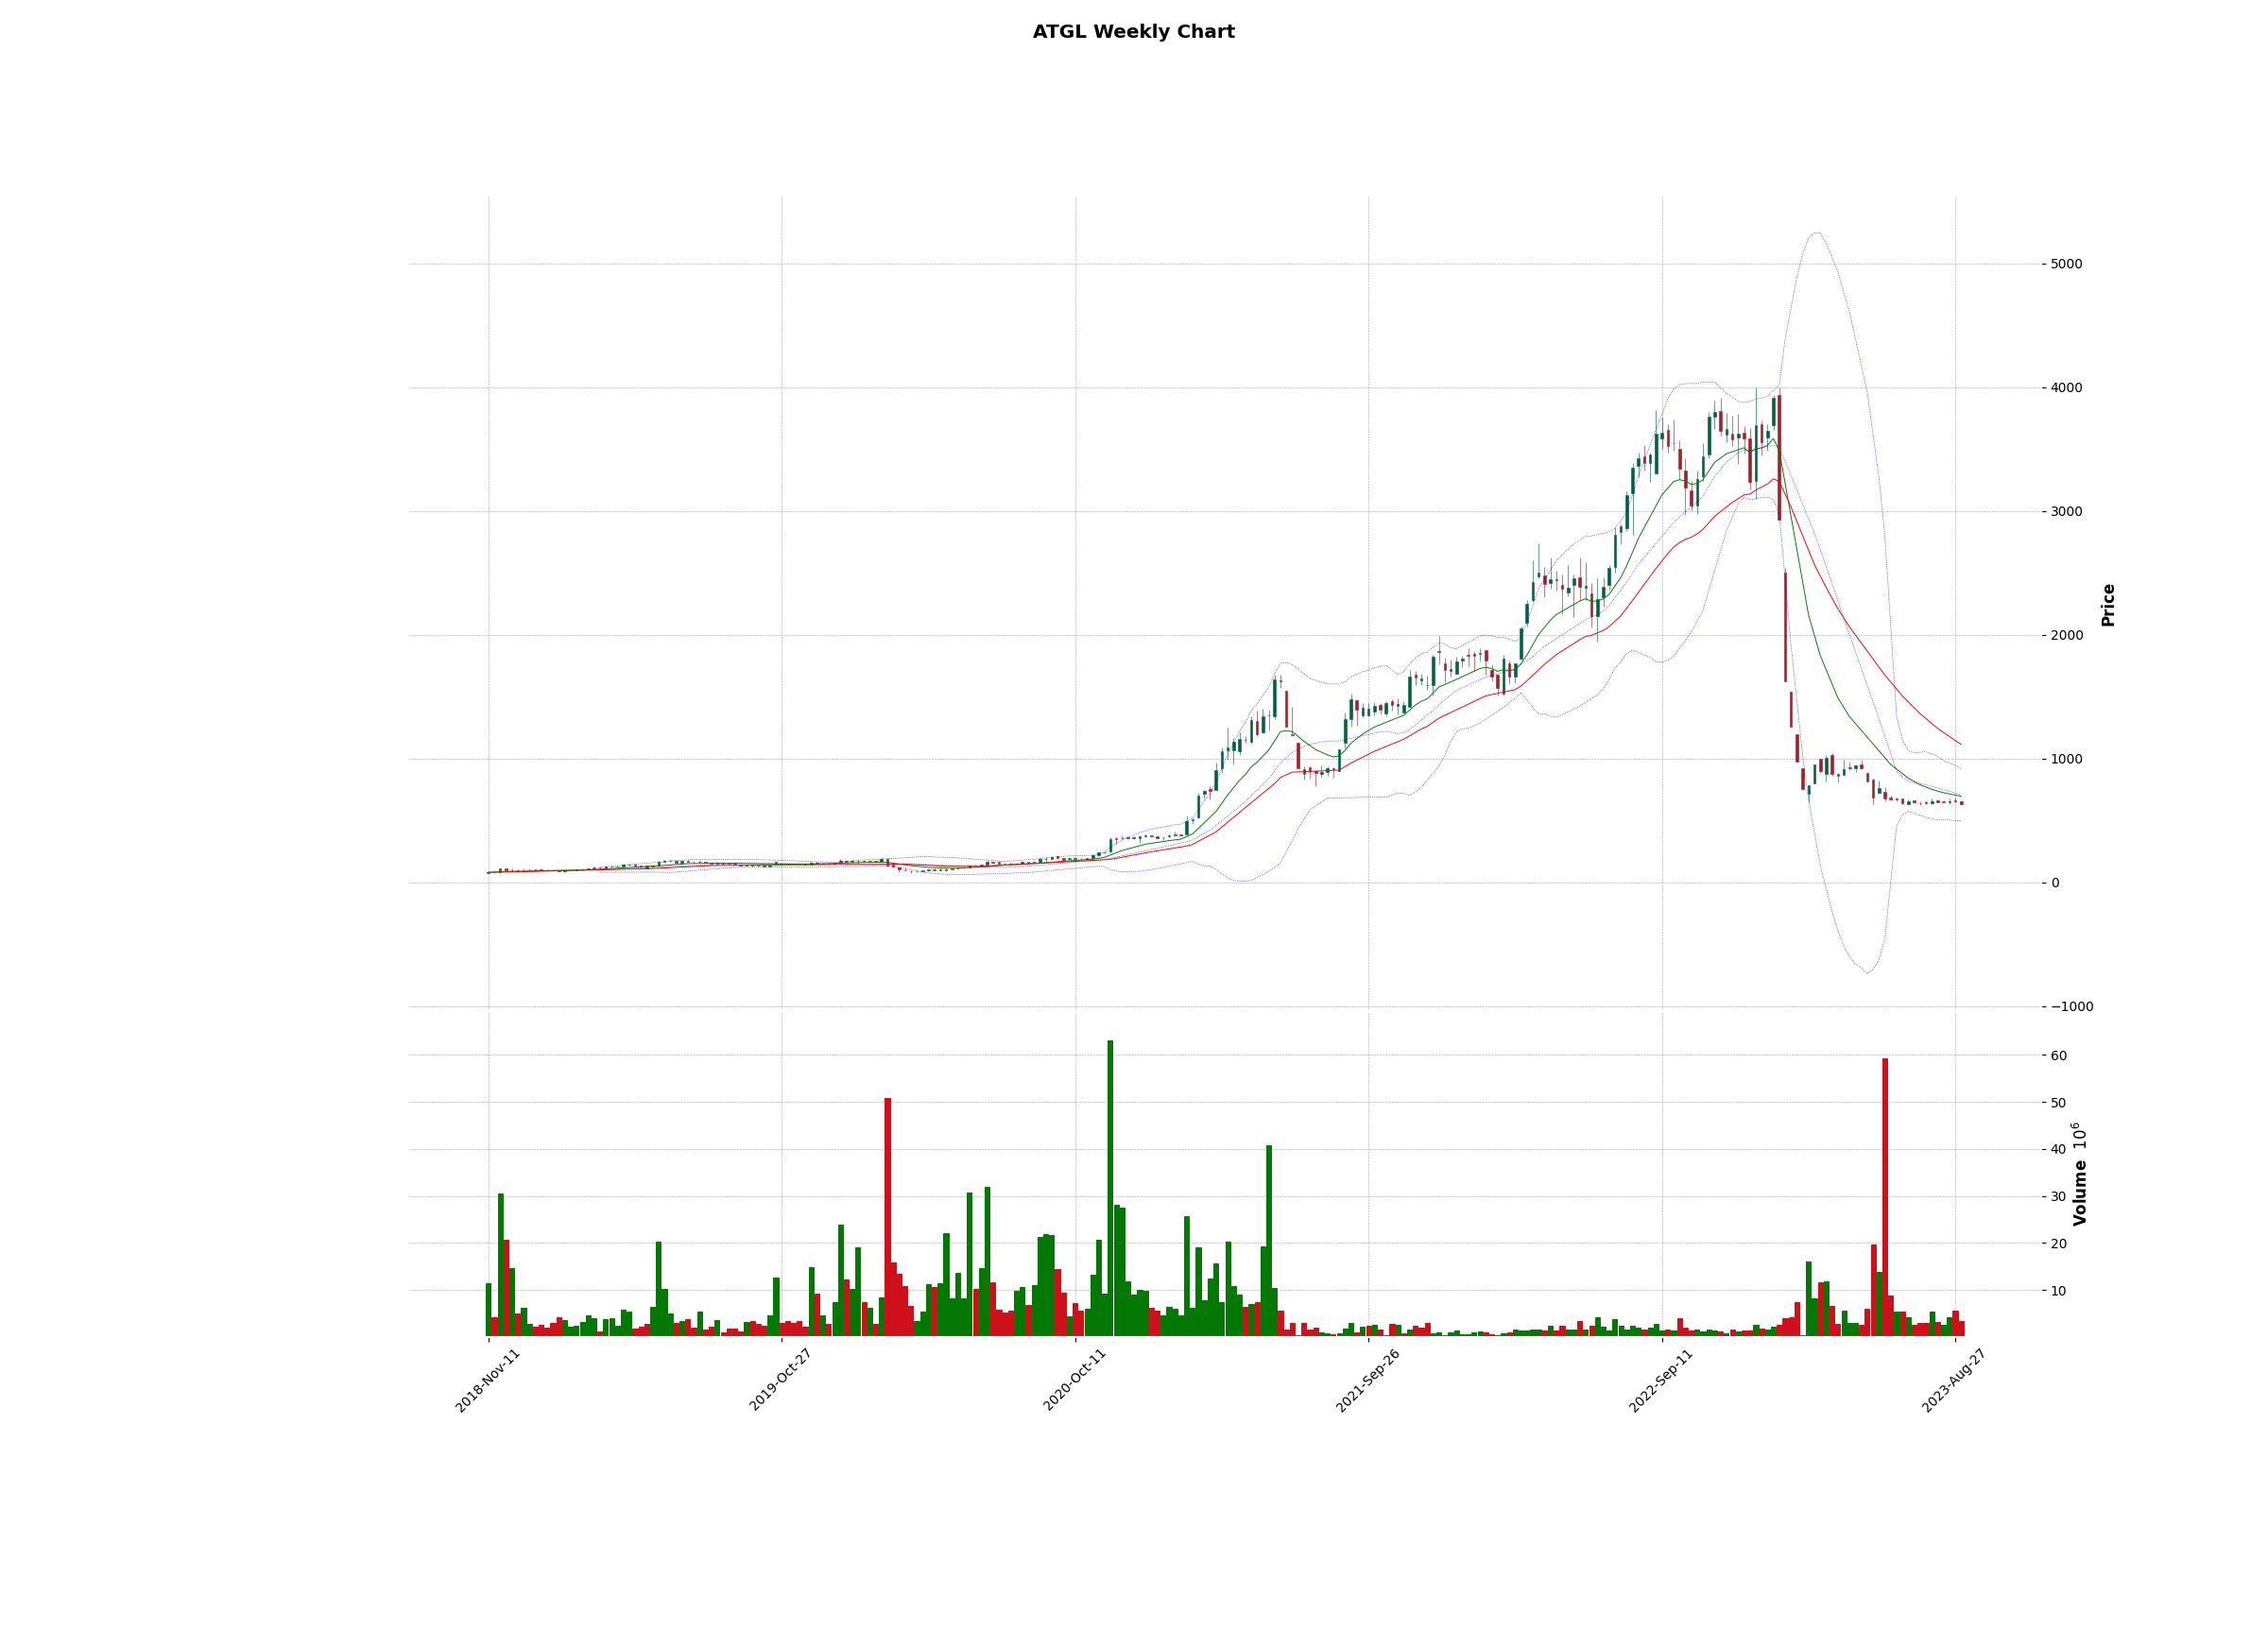 ATGL Weekly Chart
5000
4000
3000
2000
1000
0
−1000
Price
60
50
40
30
20
10
Volume 10^6
2018-Nov-11
2019-Oct-27
2020-Oct-11
2021-Sep-26
2022-Sep-11
2023-Aug-27